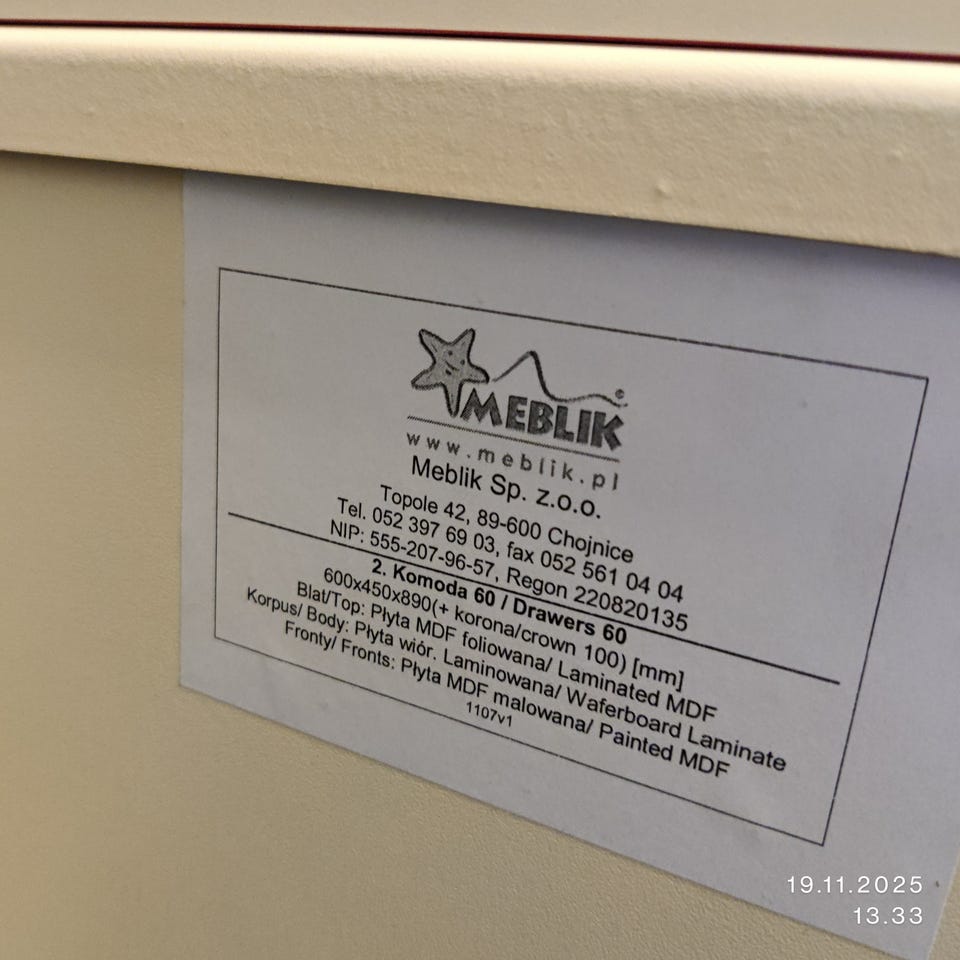 MEBLIK®
www.meblik.pl
Meblik Sp. z.o.o.
Topole 42, 89-600 Chojnice
Tel. 052 397 69 03, fax 052 561 04 04
NIP: 555-207-96-57, Regon 220820135
2. Komoda 60 / Drawers 60
600x450x890(+ korona/crown 100) [mm]
Blat/Top: Płyta MDF foliowana/ Laminated MDF
Korpus/ Body: Płyta wiór. Laminowana/ Waferboard Laminate
Fronty/ Fronts: Płyta MDF malowana/ Painted MDF
1107v1
19.11.2025
13.33